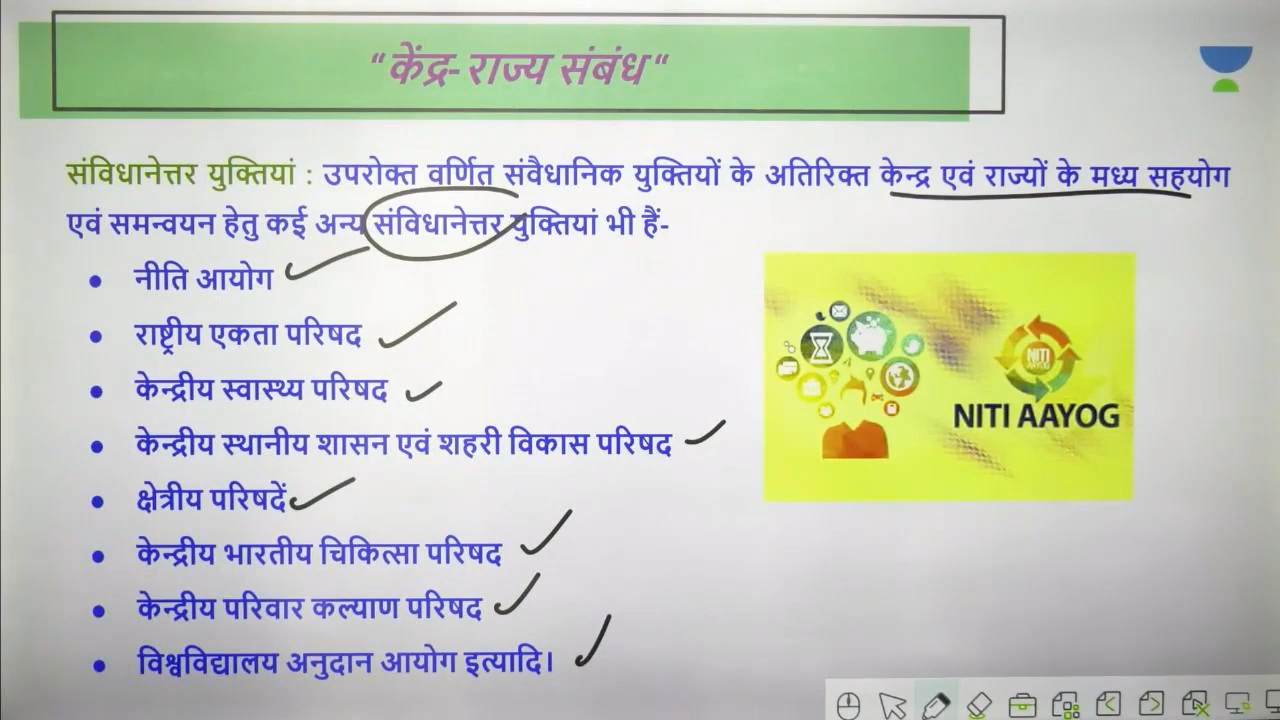 “केंद्र- राज्य संबंध“
संविधानेत्तर युक्तियां : उपरोक्त वर्णित संवैधानिक युक्तियों के अतिरिक्त केन्द्र एवं राज्यों के मध्य सहयोग
एवं समन्वयन हेतु कई अन्य संविधानेत्तर युक्तियां भी हैं-
• नीति आयोग
• राष्ट्रीय एकता परिषद
• केन्द्रीय स्वास्थ्य परिषद
• केन्द्रीय स्थानीय शासन एवं शहरी विकास परिषद
• क्षेत्रीय परिषदें
• केन्द्रीय भारतीय चिकित्सा परिषद
• केन्द्रीय परिवार कल्याण परिषद
• विश्वविद्यालय अनुदान आयोग इत्यादि।
NITI
AAYOG
NITI AAYOG